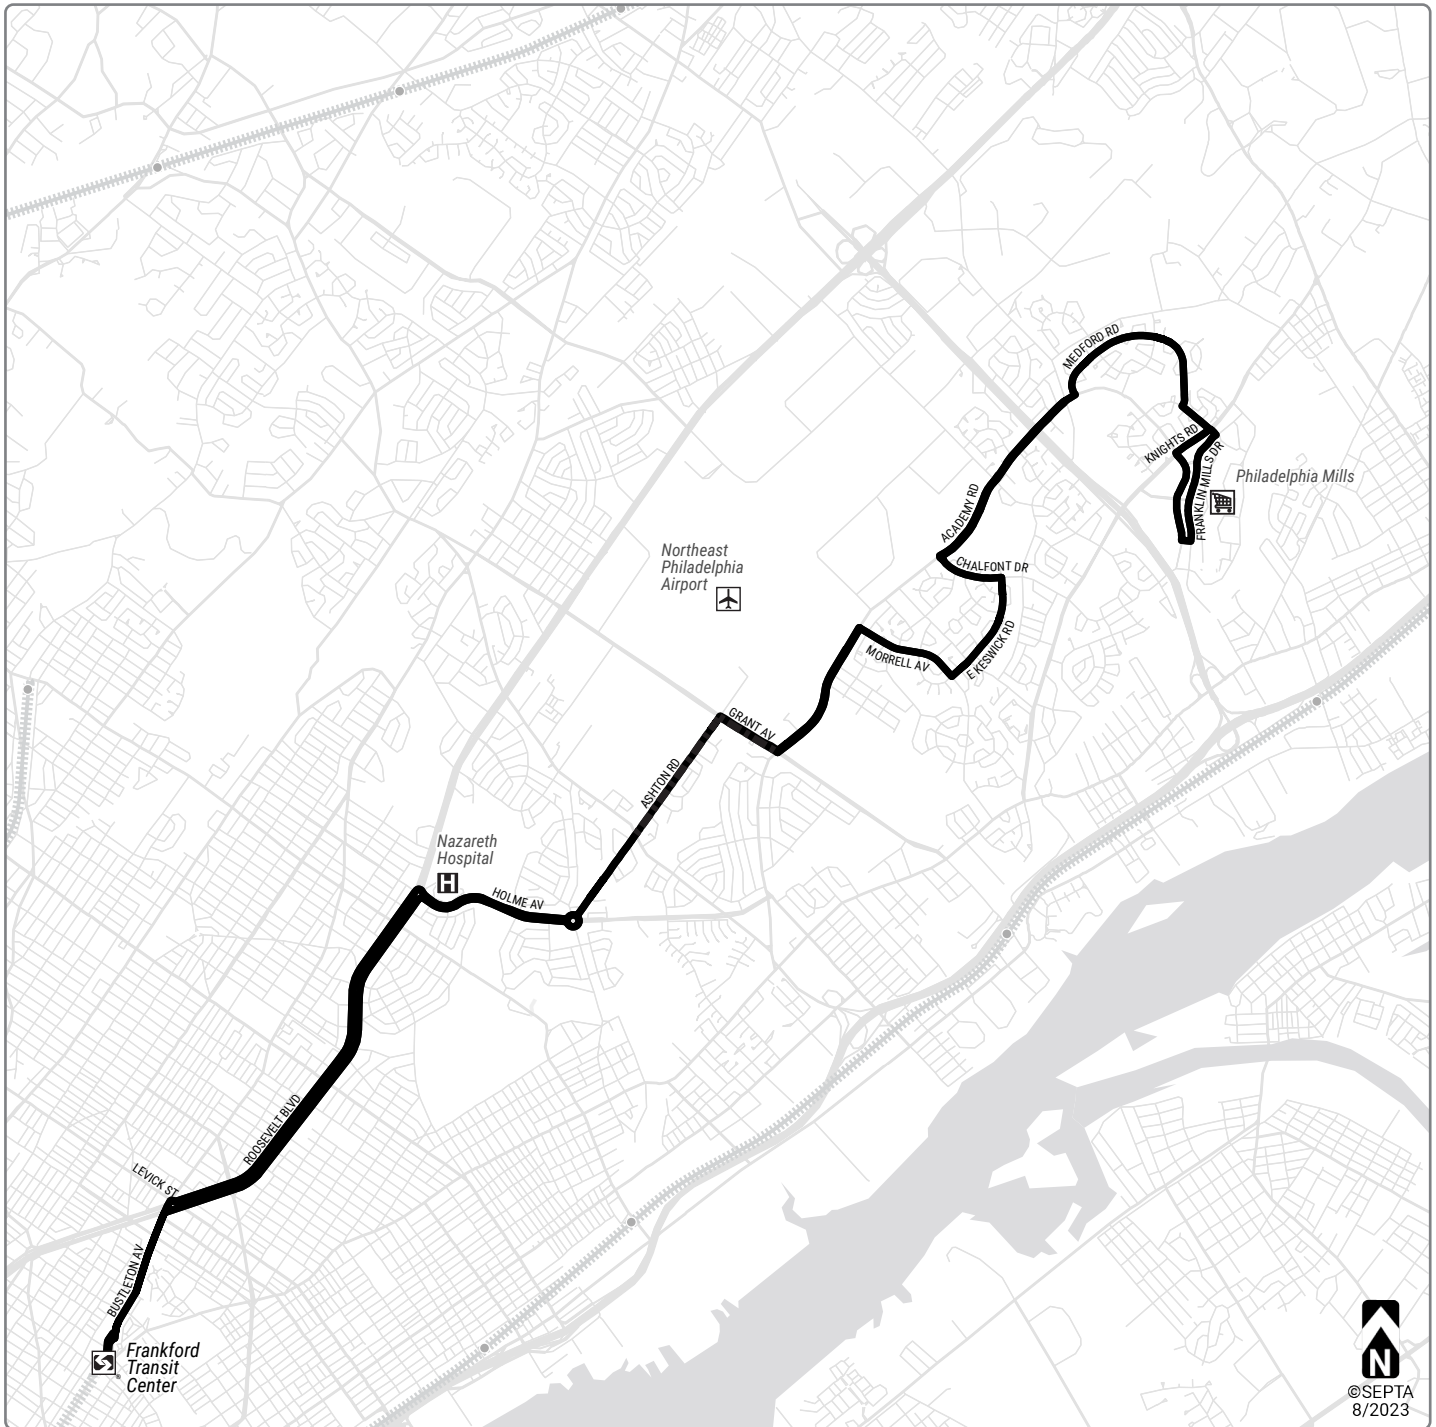 MEDFORD RD
KNIGHTS RD
FRANKLIN MILLS DR
Philadelphia Mills
ACADEMY RD
CHALFONT DR
Northeast
Philadelphia
Airport
E KESWICK RD
MORRELL AV
GRANT AV
ASHTON RD
Nazareth
Hospital
H
HOLME AV
ROOSEVELT BLVD
LEVICK ST
BUSTLETON AV
Frankford
Transit
Center
N
©SEPTA
8/2023